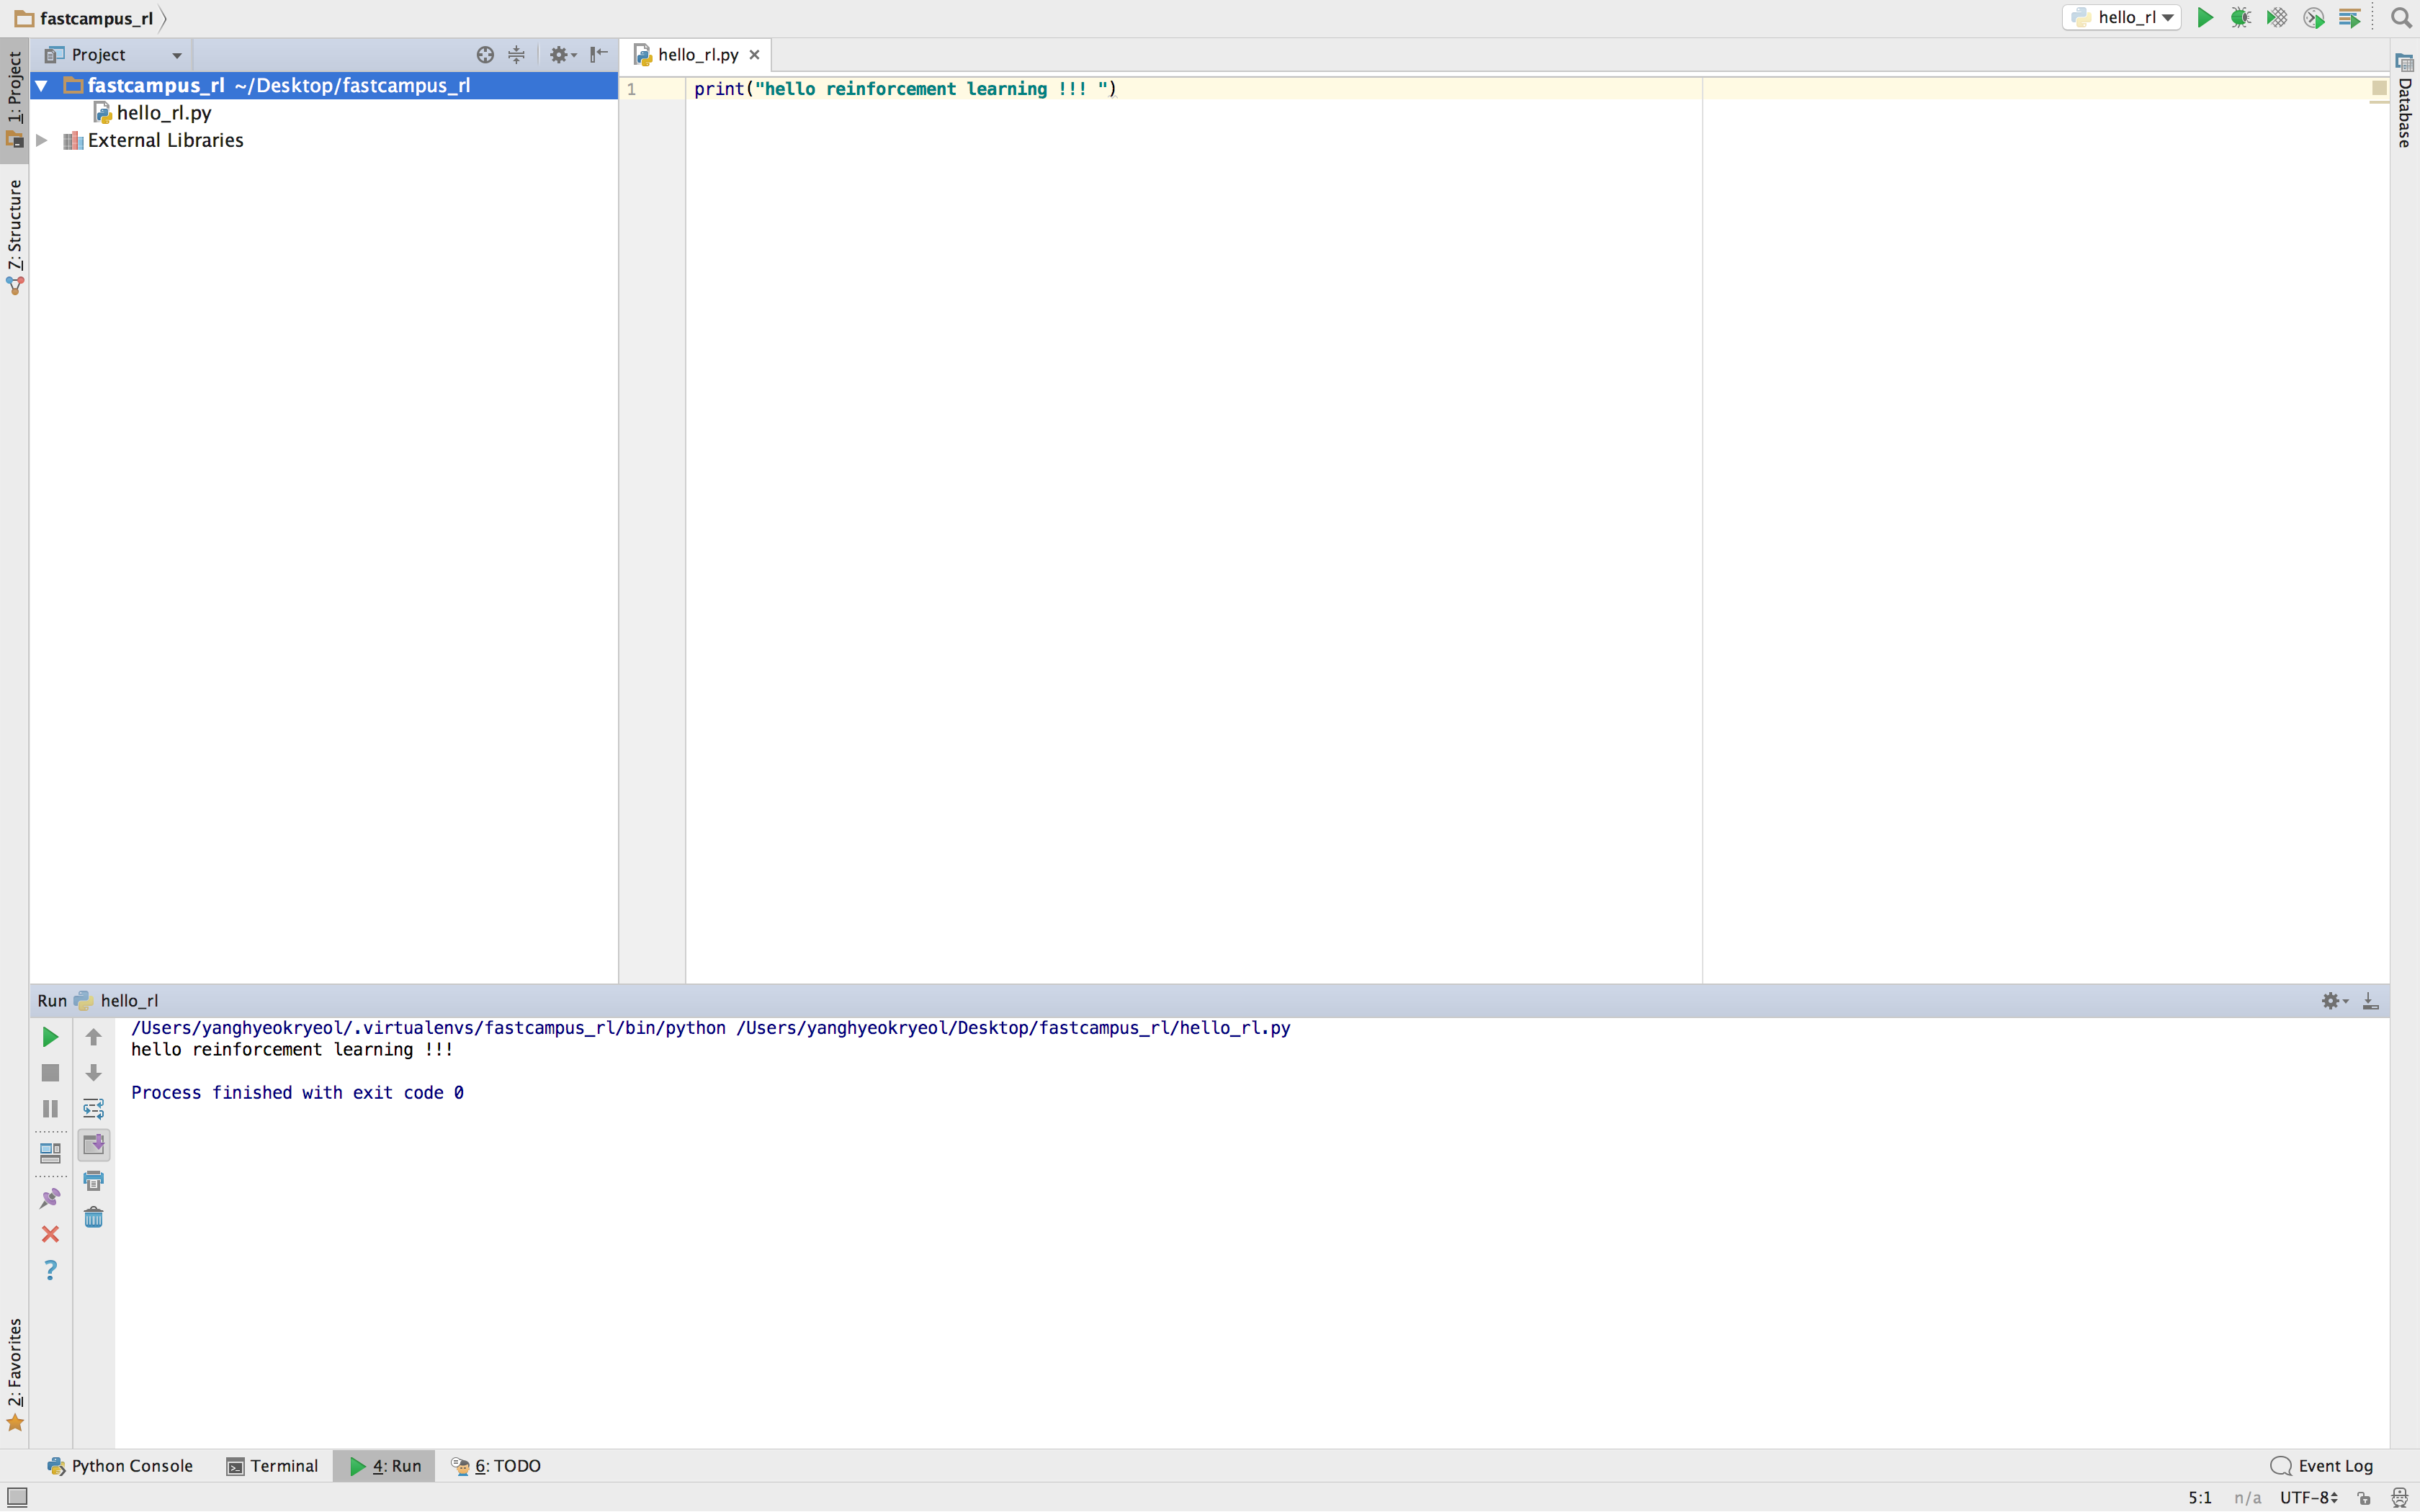 fastcampus_rl
hello_rl
1: Project
7: Structure
2: Favorites
Project
fastcampus_rl ~/Desktop/fastcampus_rl
hello_rl.py
External Libraries
hello_rl.py
1
print("hello reinforcement learning !!! ")
Database
Run hello_rl
/Users/yanghyeokryeol/.virtualenvs/fastcampus_rl/bin/python /Users/yanghyeokryeol/Desktop/fastcampus_rl/hello_rl.py
hello reinforcement learning !!!
Process finished with exit code 0
Python Console Terminal 4: Run 6: TODO Event Log
5:1 n/a UTF-8